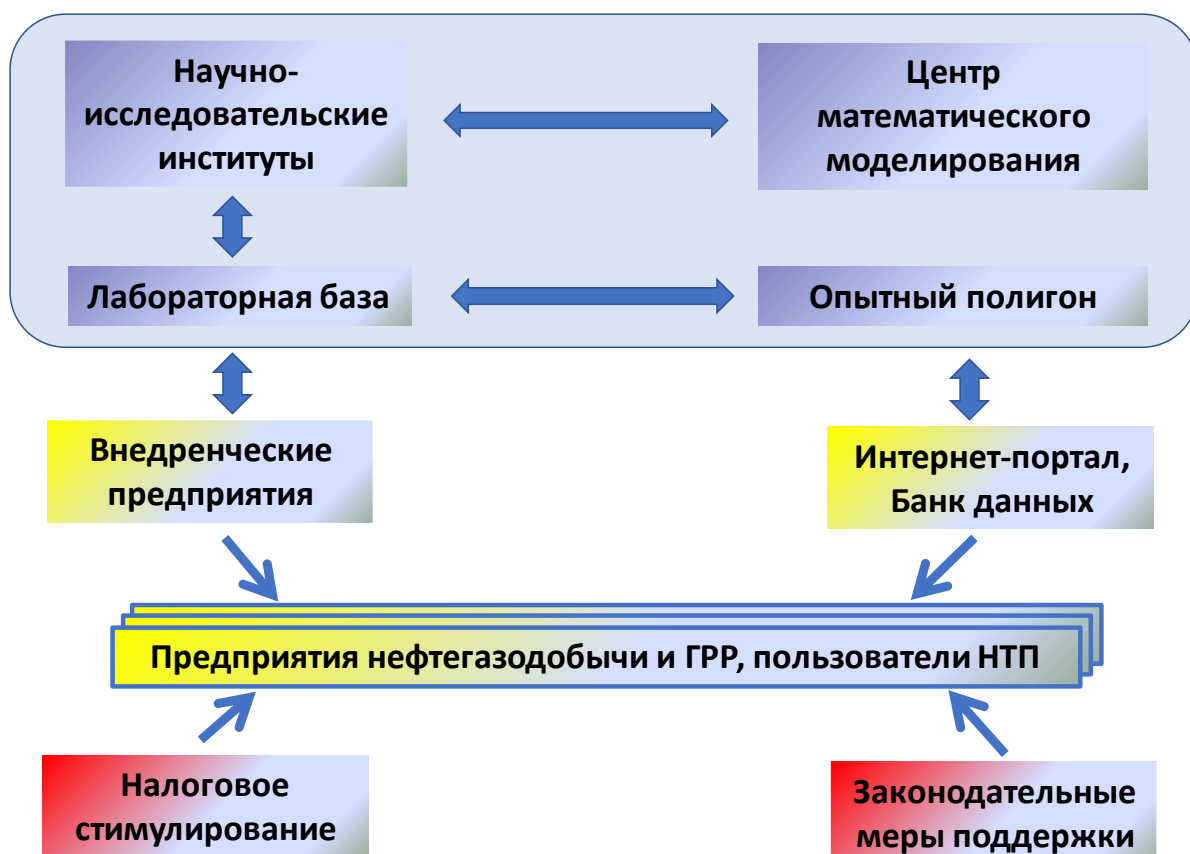 Научно-
исследовательские
институты
Центр
математического
моделирования
Лабораторная база
Опытный полигон
Внедренческие
предприятия
Интернет-портал,
Банк данных
Предприятия нефтегазодобычи и ГРР, пользователи НТП
Налоговое
стимулирование
Законодательные
меры поддержки